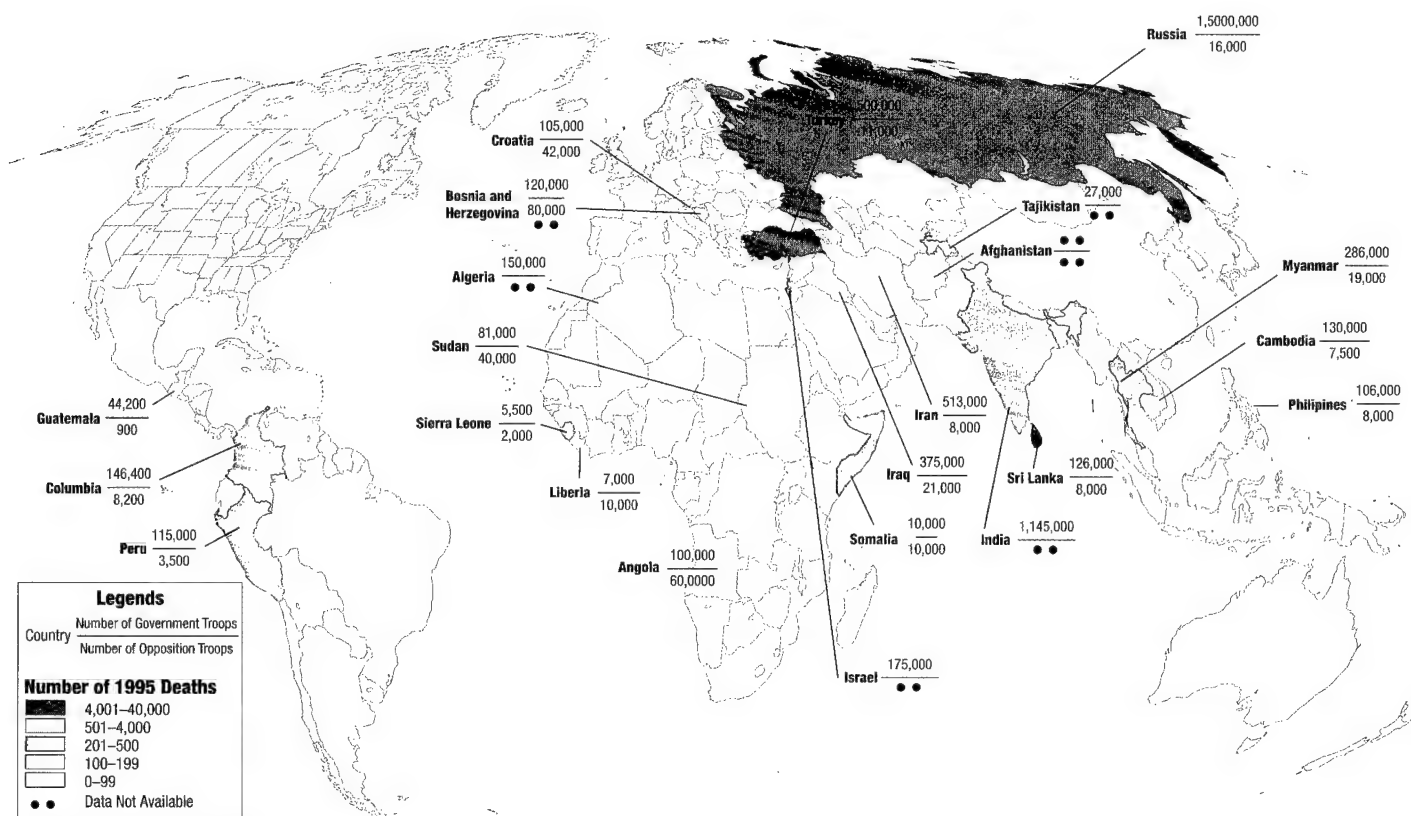 Russia 1,5000,000
16,000
Turkey 500,000
11,000
Croatia 105,000
42,000
Bosnia and
Herzegovina 120,000
80,000
● ●
Tajikistan 27,000
● ●
Afghanistan ● ●
● ●
Algeria 150,000
● ●
Myanmar 286,000
19,000
Sudan 81,000
40,000
Cambodia 130,000
7,500
Guatemala 44,200
900
Sierra Leone 5,500
2,000
Iran 513,000
8,000
Philipines 106,000
8,000
Columbia 146,400
8,200
Liberia 7,000
10,000
Iraq 375,000
21,000
Sri Lanka 126,000
8,000
Peru 115,000
3,500
Angola 100,000
60,0000
Somalia 10,000
10,000
India 1,145,000
● ●
Israel 175,000
● ●
Legends
Country Number of Government Troops
Number of Opposition Troops
Number of 1995 Deaths
4,001–40,000
501–4,000
201–500
100–199
0–99
● ● Data Not Available